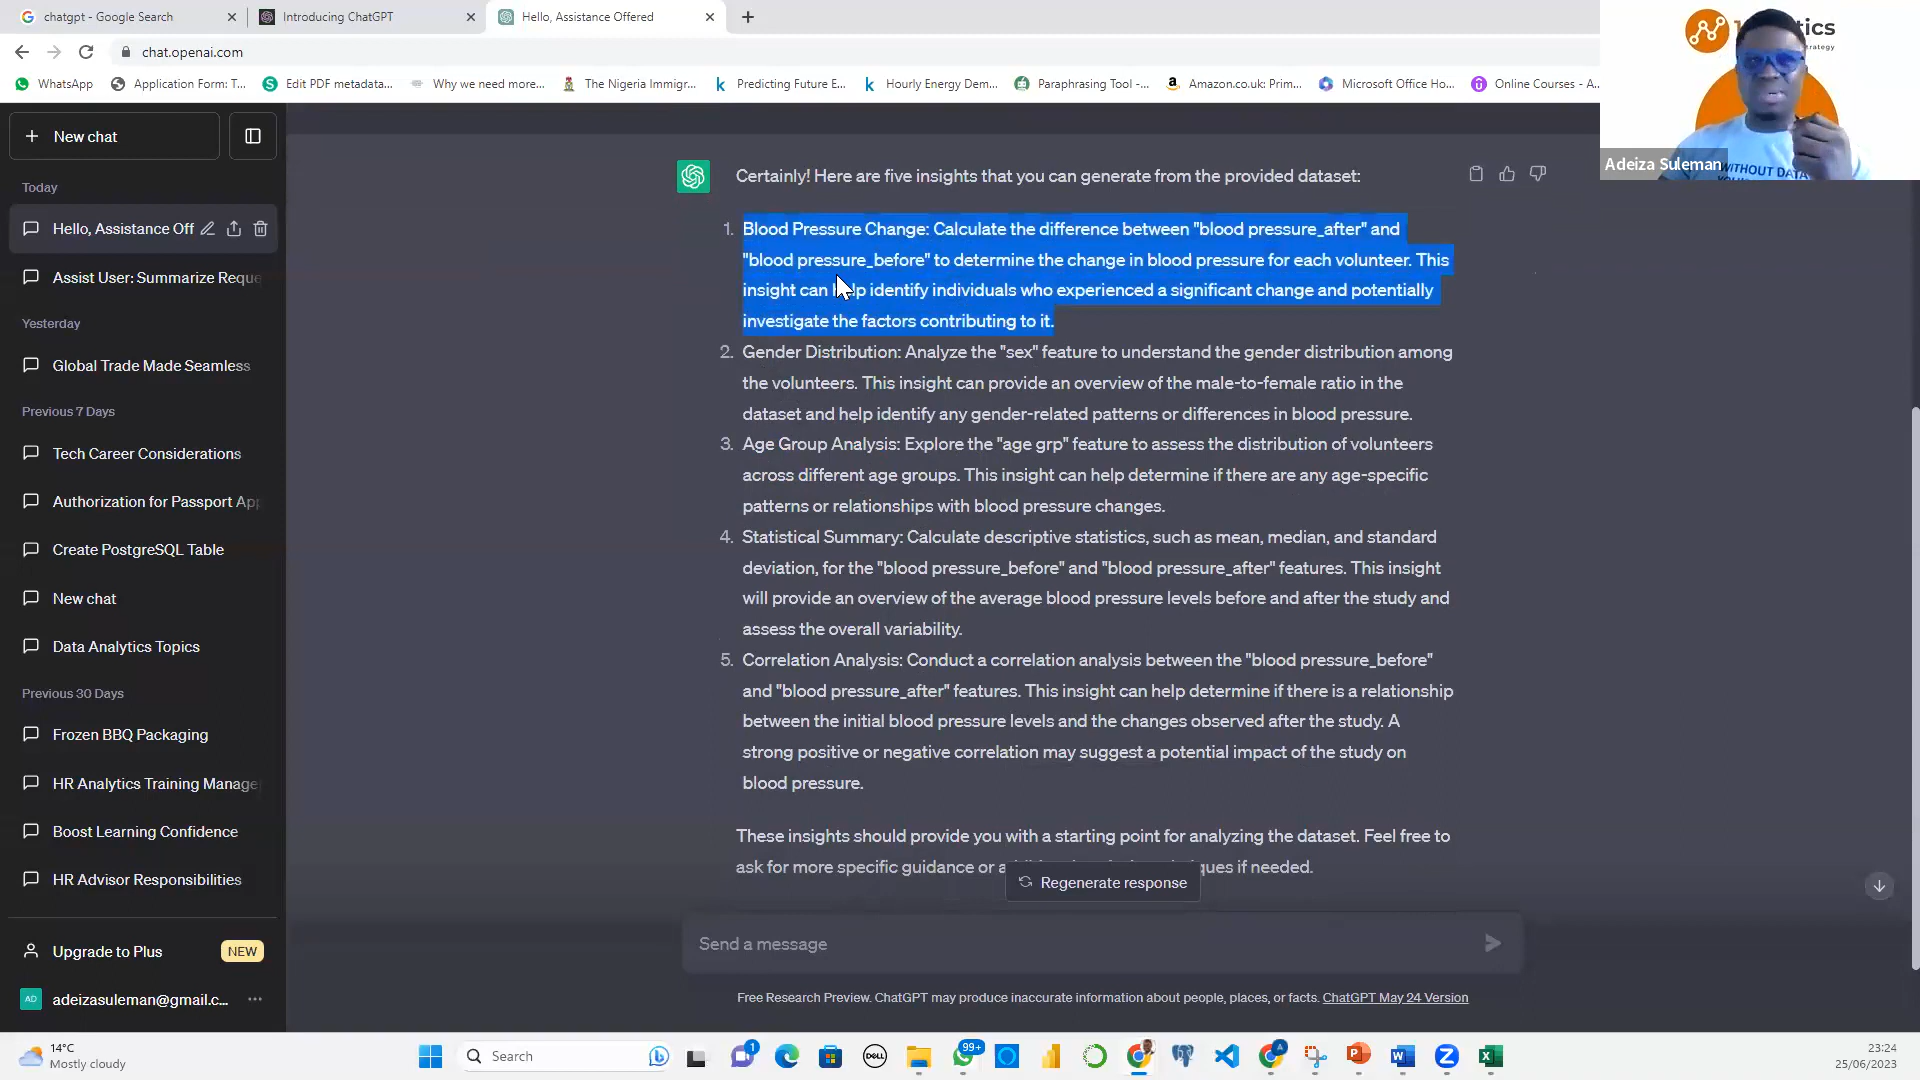 chatgpt - Google Search
Introducing ChatGPT
Hello, Assistance Offered
chat.openai.com
WhatsApp
Application Form: T...
Edit PDF metadata...
Why we need more...
The Nigeria Immigr...
Predicting Future E...
Hourly Energy Dem...
Paraphrasing Tool -...
Amazon.co.uk: Prim...
Microsoft Office Ho...
Online Courses - A...
Adeiza Suleman
WITHOUT DATA
New chat
Today
Hello, Assistance Off
Assist User: Summarize Reque
Yesterday
Global Trade Made Seamless
Previous 7 Days
Tech Career Considerations
Authorization for Passport App
Create PostgreSQL Table
New chat
Data Analytics Topics
Previous 30 Days
Frozen BBQ Packaging
HR Analytics Training Manage
Boost Learning Confidence
HR Advisor Responsibilities
Upgrade to Plus
NEW
AD
adeizasuleman@gmail.c...
Certainly! Here are five insights that you can generate from the provided dataset:
1. Blood Pressure Change: Calculate the difference between "blood pressure_after" and
"blood pressure_before" to determine the change in blood pressure for each volunteer. This
insight can help identify individuals who experienced a significant change and potentially
investigate the factors contributing to it.
2. Gender Distribution: Analyze the "sex" feature to understand the gender distribution among
the volunteers. This insight can provide an overview of the male-to-female ratio in the
dataset and help identify any gender-related patterns or differences in blood pressure.
3. Age Group Analysis: Explore the "age grp" feature to assess the distribution of volunteers
across different age groups. This insight can help determine if there are any age-specific
patterns or relationships with blood pressure changes.
4. Statistical Summary: Calculate descriptive statistics, such as mean, median, and standard
deviation, for the "blood pressure_before" and "blood pressure_after" features. This insight
will provide an overview of the average blood pressure levels before and after the study and
assess the overall variability.
5. Correlation Analysis: Conduct a correlation analysis between the "blood pressure_before"
and "blood pressure_after" features. This insight can help determine if there is a relationship
between the initial blood pressure levels and the changes observed after the study. A
strong positive or negative correlation may suggest a potential impact of the study on
blood pressure.
These insights should provide you with a starting point for analyzing the dataset. Feel free to
ask for more specific guidance or if needed.
Regenerate response
Send a message
Free Research Preview. ChatGPT may produce inaccurate information about people, places, or facts. ChatGPT May 24 Version
14°C
Mostly cloudy
Search
1
DELL
99+
A
23:24
25/06/2023